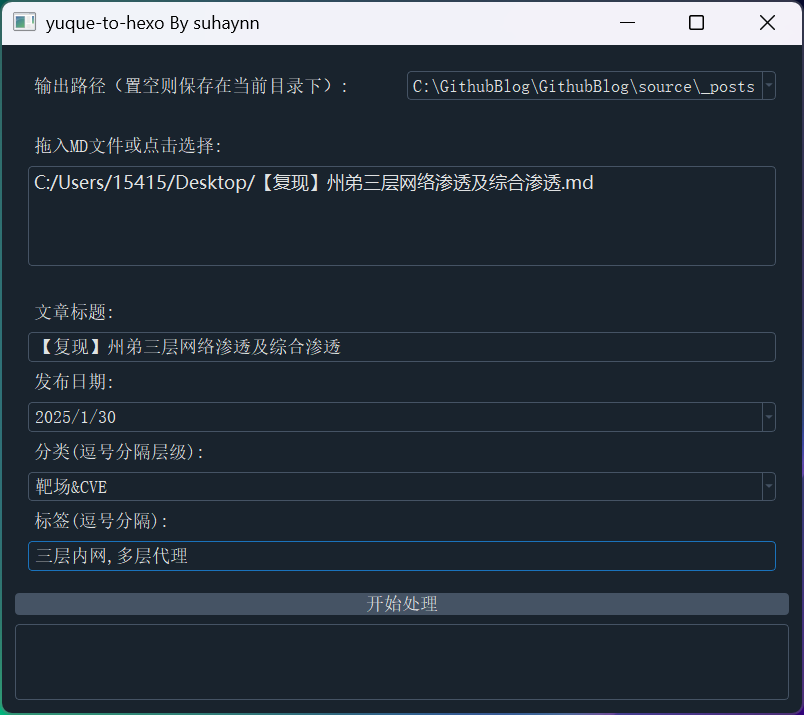 yuque-to-hexo By suhaynn
输出路径（置空则保存在当前目录下）: C:\GithubBlog\GithubBlog\source\_posts
拖入MD文件或点击选择:
C:/Users/15415/Desktop/【复现】州弟三层网络渗透及综合渗透.md
文章标题:
【复现】州弟三层网络渗透及综合渗透
发布日期:
2025/1/30
分类(逗号分隔层级):
靶场&CVE
标签(逗号分隔):
三层内网,多层代理
开始处理